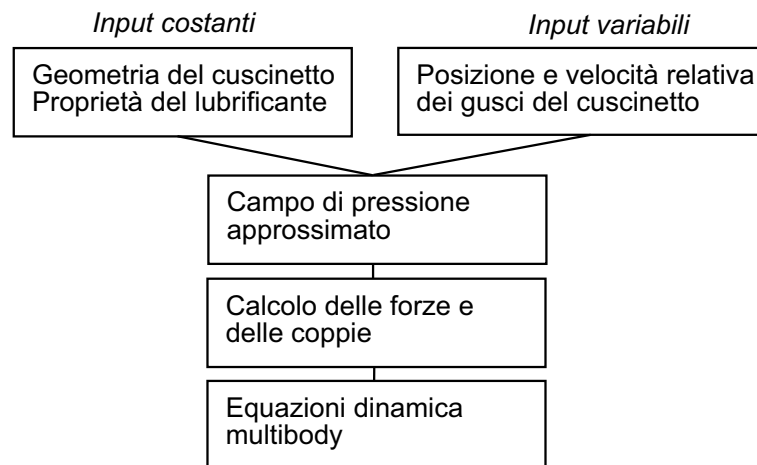 Input costanti
Input variabili
Geometria del cuscinetto
Proprietà del lubrificante
Posizione e velocità relativa
dei gusci del cuscinetto
Campo di pressione
approssimato
Calcolo delle forze e
delle coppie
Equazioni dinamica
multibody